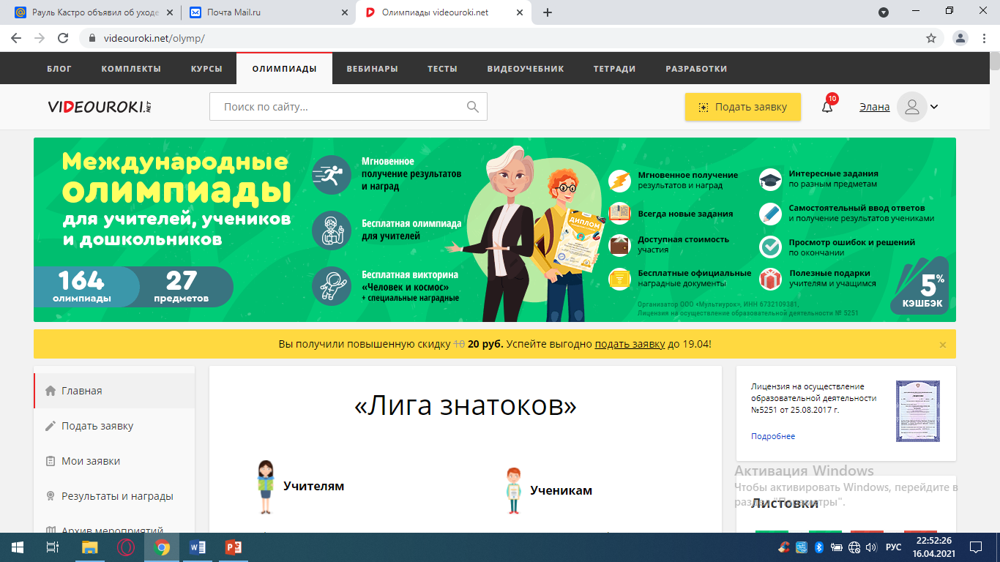 Рауль Кастро объявил об уходе
Почта Mail.ru
Олимпиады videouroki.net
videouroki.net/olymp/
БЛОГ КОМПЛЕКТЫ КУРСЫ ОЛИМПИАДЫ ВЕБИНАРЫ ТЕСТЫ ВИДЕОУЧЕБНИК ТЕТРАДИ РАЗРАБОТКИ
VIDEOUROKI.NET
Поиск по сайту...
Подать заявку
10
Элана
Международные
олимпиады
для учителей, учеников
и дошкольников
164
олимпиады
27
предметов
Мгновенное
получение результатов
и наград
Бесплатная олимпиада
для учителей
Бесплатная викторина
«Человек и космос»
+ специальные наградные
ДИПЛОМ
Мгновенное получение
результатов и наград
Всегда новые задания
Доступная стоимость
участия
Бесплатные официальные
наградные документы
Интересные задания
по разным предметам
Самостоятельный ввод ответов
и получение результатов учениками
Просмотр ошибок и решений
по окончании
Полезные подарки
учителям и учащимся
Организатор ООО «Мультиурок», ИНН 6732109381,
Лицензия на осуществление образовательной деятельности № 5251
5%
КЭШБЭК
Вы получили повышенную скидку 10 20 руб. Успейте выгодно подать заявку до 19.04!
Главная
Подать заявку
Мои заявки
Результаты и награды
Архив мероприятий
«Лига знатоков»
Учителям
Ученикам
Лицензия на осуществление
образовательной деятельности
№5251 от 25.08.2017 г.
Подробнее
Активация Windows
Чтобы активировать Windows, перейдите в
раздел "Параметры".
Листовки
РУС
22:52:26
16.04.2021